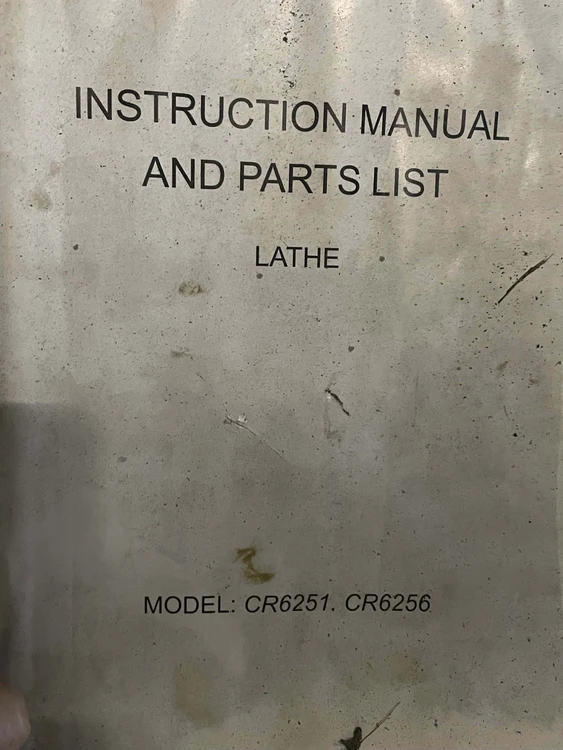 INSTRUCTION MANUAL
AND PARTS LIST
LATHE
MODEL: CR6251. CR6256